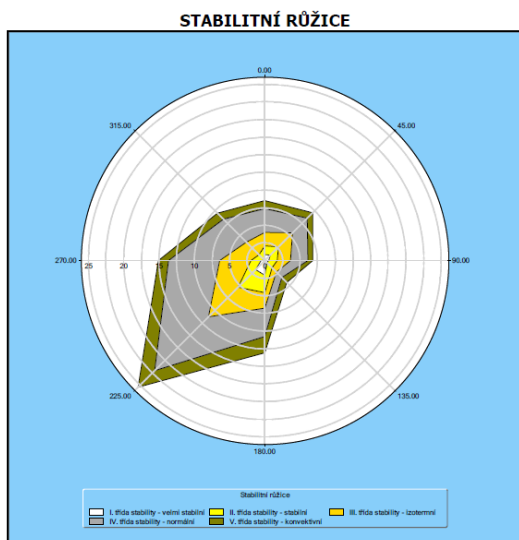 STABILITNÍ RŮŽICE
0.00
315.00 45.00
270.00 90.00
25 20 15 10 5 0
225.00 135.00
180.00
Stabilitní růžice
I. třída stability - velmi stabilní II. třída stability - stabilní III. třída stability - izotermní
IV. třída stability - normální V. třída stability - konvektivní